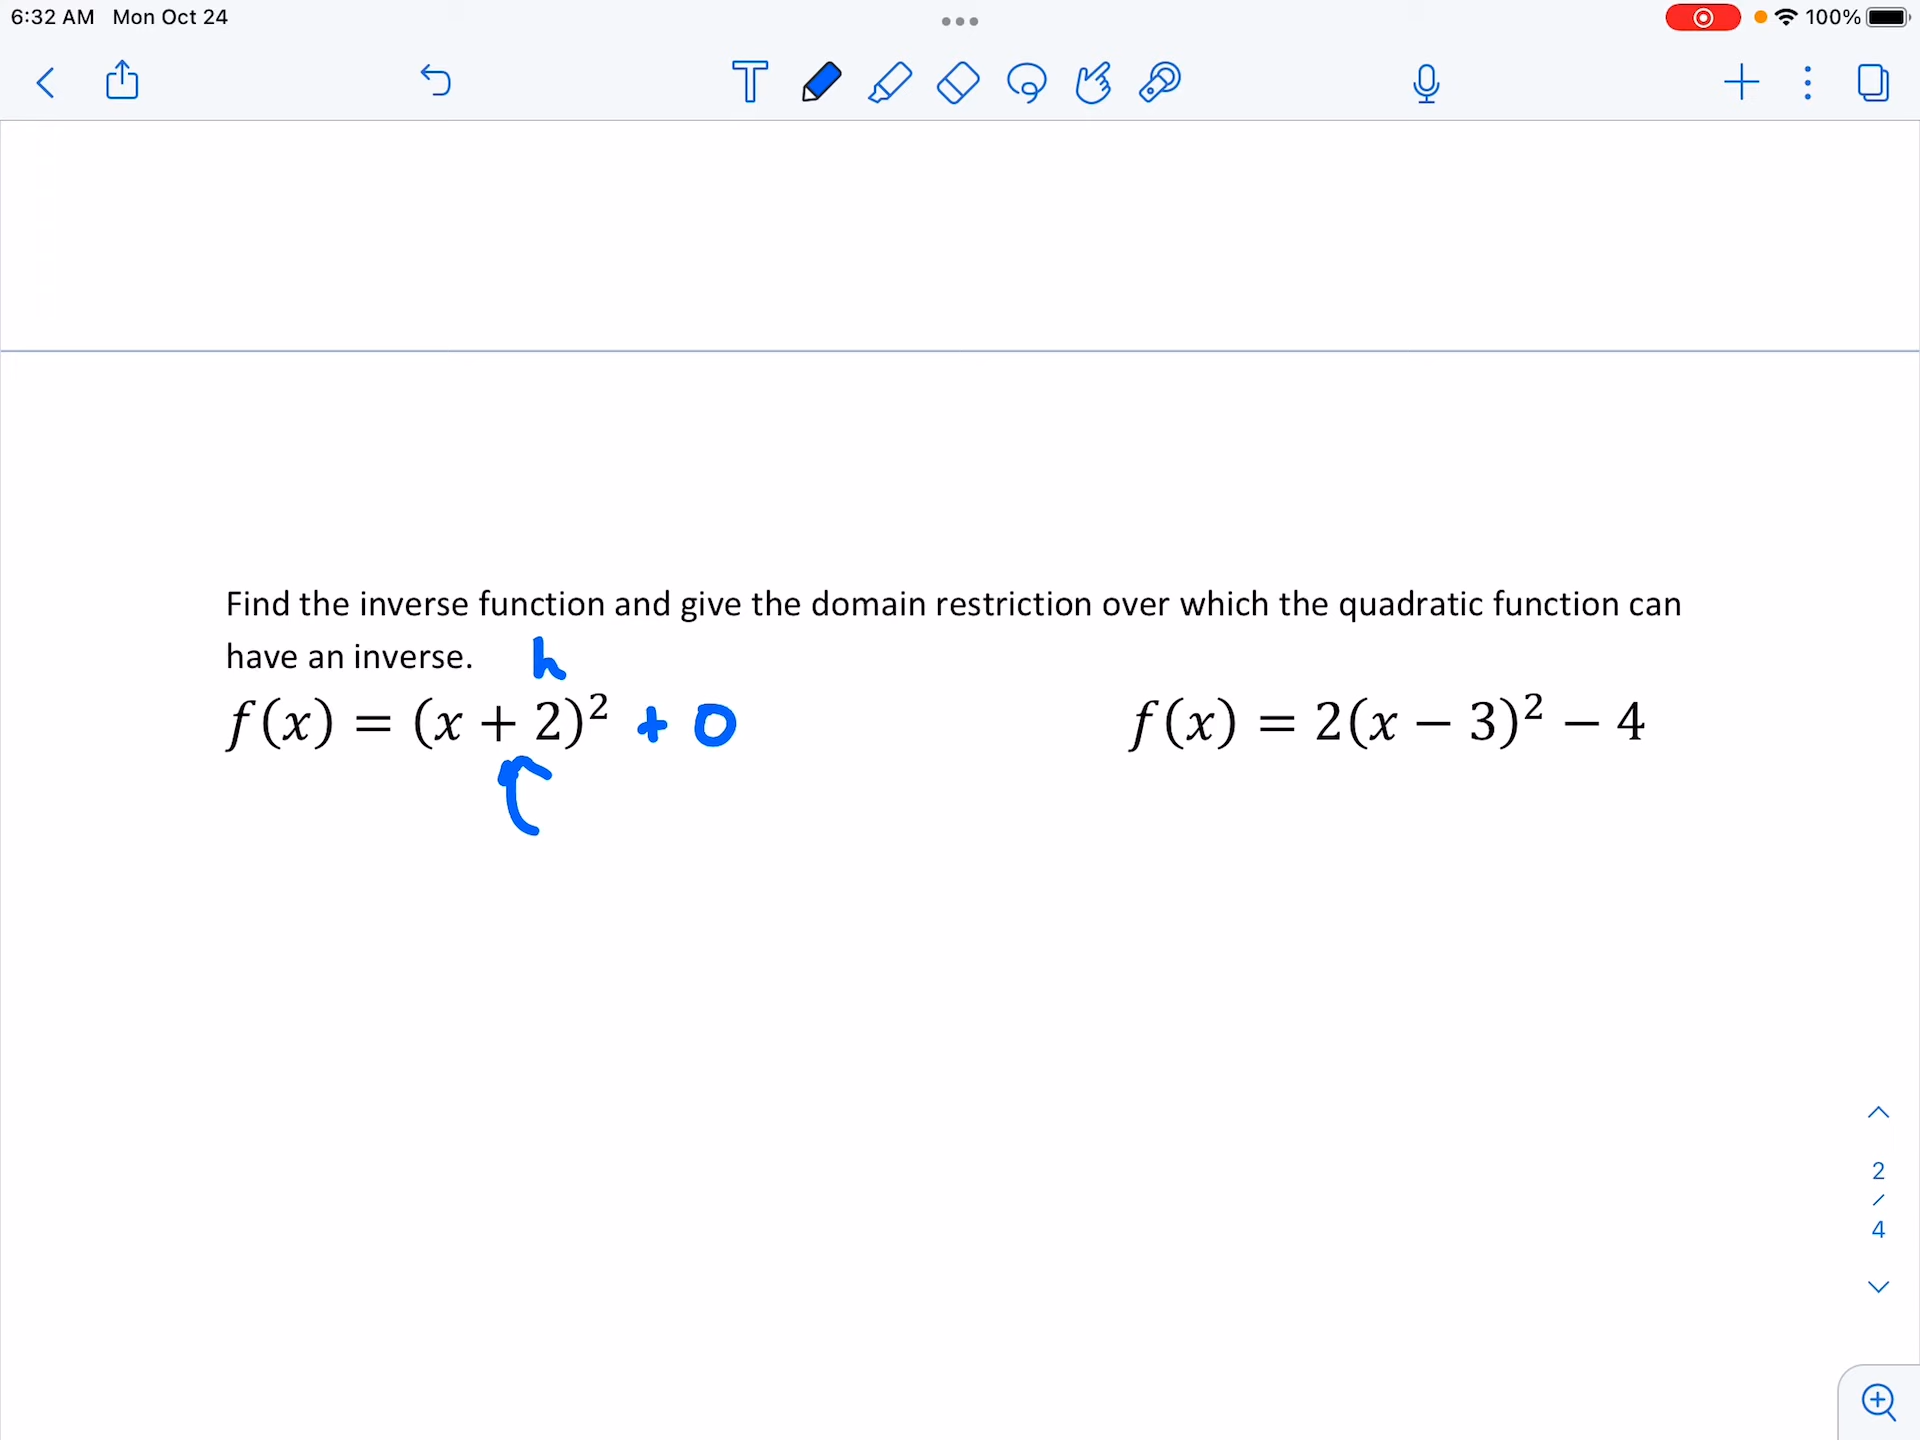 6:32 AM Mon Oct 24
100%
T
Find the inverse function and give the domain restriction over which the quadratic function can
have an inverse.
h
f(x) = (x + 2)² + 0
f(x) = 2(x − 3)² − 4
2
/
4